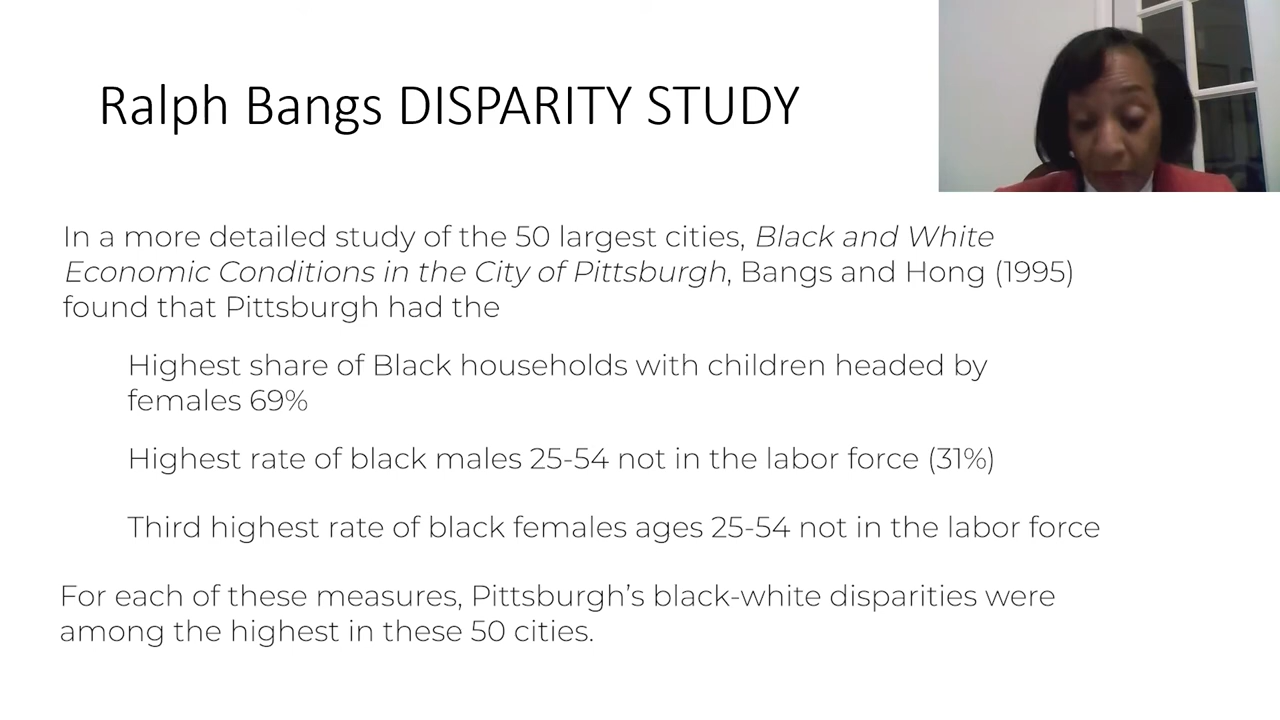 Ralph Bangs DISPARITY STUDY
In a more detailed study of the 50 largest cities, Black and White
Economic Conditions in the City of Pittsburgh, Bangs and Hong (1995)
found that Pittsburgh had the
Highest share of Black households with children headed by
females 69%
Highest rate of black males 25-54 not in the labor force (31%)
Third highest rate of black females ages 25-54 not in the labor force
For each of these measures, Pittsburgh’s black-white disparities were
among the highest in these 50 cities.